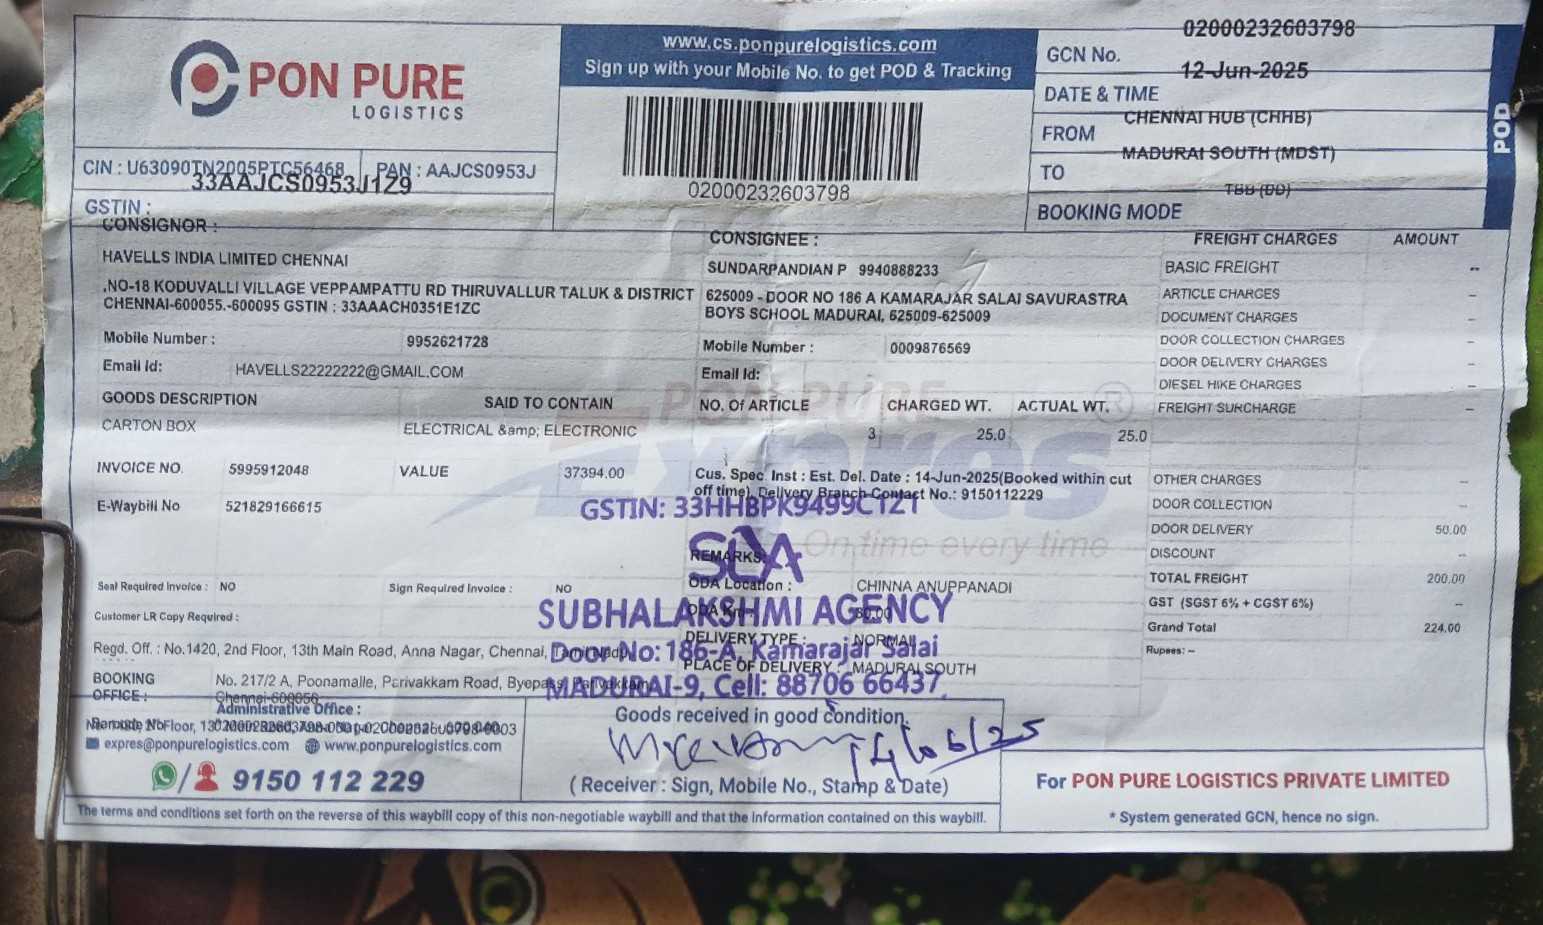 PON PURE
LOGISTICS
www.cs.ponpurelogistics.com
Sign up with your Mobile No. to get POD & Tracking
02000232603798
GCN No. 02000232603798
DATE & TIME 12-Jun-2025
FROM CHENNAI HUB (CHHB)
TO MADURAI SOUTH (MDST)
BOOKING MODE TBB (DD)
POD
CIN : U63090TN2005PTC56468 PAN : AAJCS0953J
GSTIN : 33AAJCS0953J1Z9
CONSIGNOR :
HAVELLS INDIA LIMITED CHENNAI
.NO-18 KODUVALLI VILLAGE VEPPAMPATTU RD THIRUVALLUR TALUK & DISTRICT
CHENNAI-600055.-600095 GSTIN : 33AAACH0351E1ZC
Mobile Number : 9952621728
Email Id: HAVELLS22222222@GMAIL.COM
CONSIGNEE :
SUNDARPANDIAN P 9940888233
625009 - DOOR NO 186 A KAMARAJAR SALAI SAVURASTRA
BOYS SCHOOL MADURAI, 625009-625009
Mobile Number : 0009876569
Email Id:
GOODS DESCRIPTION SAID TO CONTAIN NO. Of ARTICLE CHARGED WT. ACTUAL WT.
CARTON BOX ELECTRICAL &amp; ELECTRONIC 3 25.0 25.0
PON PURE
Expres
On time every time
INVOICE NO. 5995912048 VALUE 37394.00
E-Waybill No 521829166615
Cus. Spec. Inst : Est. Del. Date : 14-Jun-2025(Booked within cut
off time), Delivery Branch Contact No.: 9150112229
GSTIN: 33HHBPK9499C1Z1
SLA
SUBHALAKSHMI AGENCY
Door No: 186-A, Kamarajar Salai
MADURAI-9, Cell: 88706 66437
REMARKS:
ODA Location : CHINNA ANUPPANADI
DELIVERY TYPE : NORMAL
PLACE OF DELIVERY : MADURAI SOUTH
Seal Required Invoice : NO Sign Required Invoice : NO
Customer LR Copy Required :
Regd. Off. : No.1420, 2nd Floor, 13th Main Road, Anna Nagar, Chennai, Tamil Nadu
BOOKING OFFICE : No. 217/2 A, Poonamalle, Parivakkam Road, Byepass, Parivakkam
Chennai-600056
Administrative Office :
expres@ponpurelogistics.com www.ponpurelogistics.com
9150 112 229
Goods received in good condition.
14/06/25
( Receiver : Sign, Mobile No., Stamp & Date)
FREIGHT CHARGES AMOUNT
BASIC FREIGHT --
ARTICLE CHARGES --
DOCUMENT CHARGES --
DOOR COLLECTION CHARGES --
DOOR DELIVERY CHARGES --
DIESEL HIKE CHARGES --
FREIGHT SURCHARGE --
OTHER CHARGES --
DOOR COLLECTION --
DOOR DELIVERY 50.00
DISCOUNT --
TOTAL FREIGHT 200.00
GST (SGST 6% + CGST 6%) --
Grand Total 224.00
Rupees: --
For PON PURE LOGISTICS PRIVATE LIMITED
* System generated GCN, hence no sign.
The terms and conditions set forth on the reverse of this waybill copy of this non-negotiable waybill and that the information contained on this waybill.